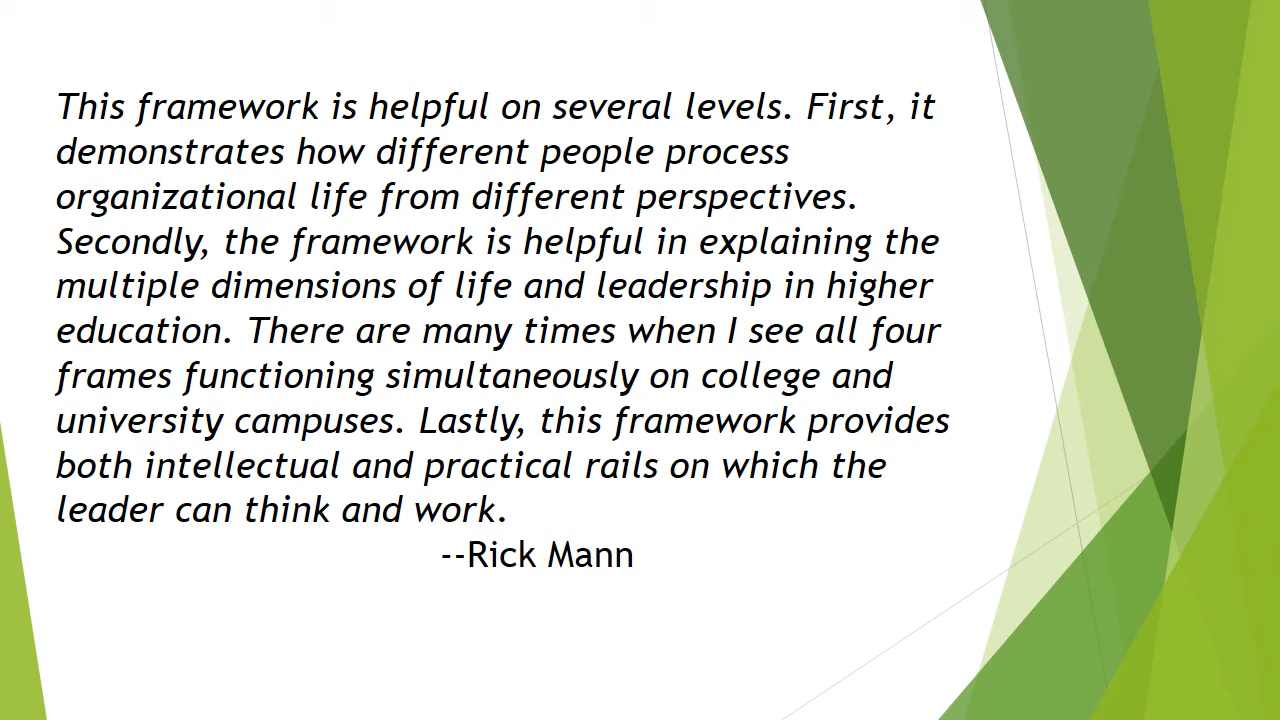 This framework is helpful on several levels. First, it
demonstrates how different people process
organizational life from different perspectives.
Secondly, the framework is helpful in explaining the
multiple dimensions of life and leadership in higher
education. There are many times when I see all four
frames functioning simultaneously on college and
university campuses. Lastly, this framework provides
both intellectual and practical rails on which the
leader can think and work.
--Rick Mann